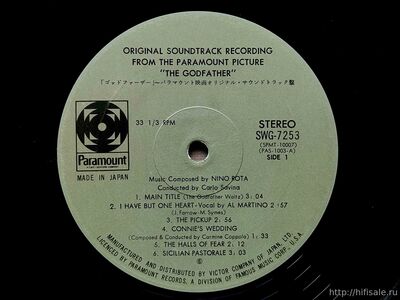 ORIGINAL SOUNDTRACK RECORDING
FROM THE PARAMOUNT PICTURE
"THE GODFATHER"
「ゴッドファーザー」〜パラマウント映画オリジナル・サウンドトラック盤
33 1/3 RPM
STEREO
SWG-7253
(SPMT-10007)
(PAS-1003-A)
SIDE 1
Paramount
MADE IN JAPAN
Music Composed by NINO ROTA
Conducted by Carlo Savina
1. MAIN TITLE (The Godfather Waltz) 3:04
2. I HAVE BUT ONE HEART-Vocal by AL MARTINO 2:57
(J. Farrow-M. Symes)
3. THE PICKUP 2:56
4. CONNIE'S WEDDING
(Composed & Conducted by Carmine Coppola) 1:33
5. THE HALLS OF FEAR 2:12
6. SICILIAN PASTORALE 3:03
MANUFACTURED AND DISTRIBUTED BY VICTOR COMPANY OF JAPAN, LTD.
LICENCED BY PARAMOUNT RECORDS, A DIVISION OF FAMOUS MUSIC CORP., U.S.A.
http://hifisale.ru